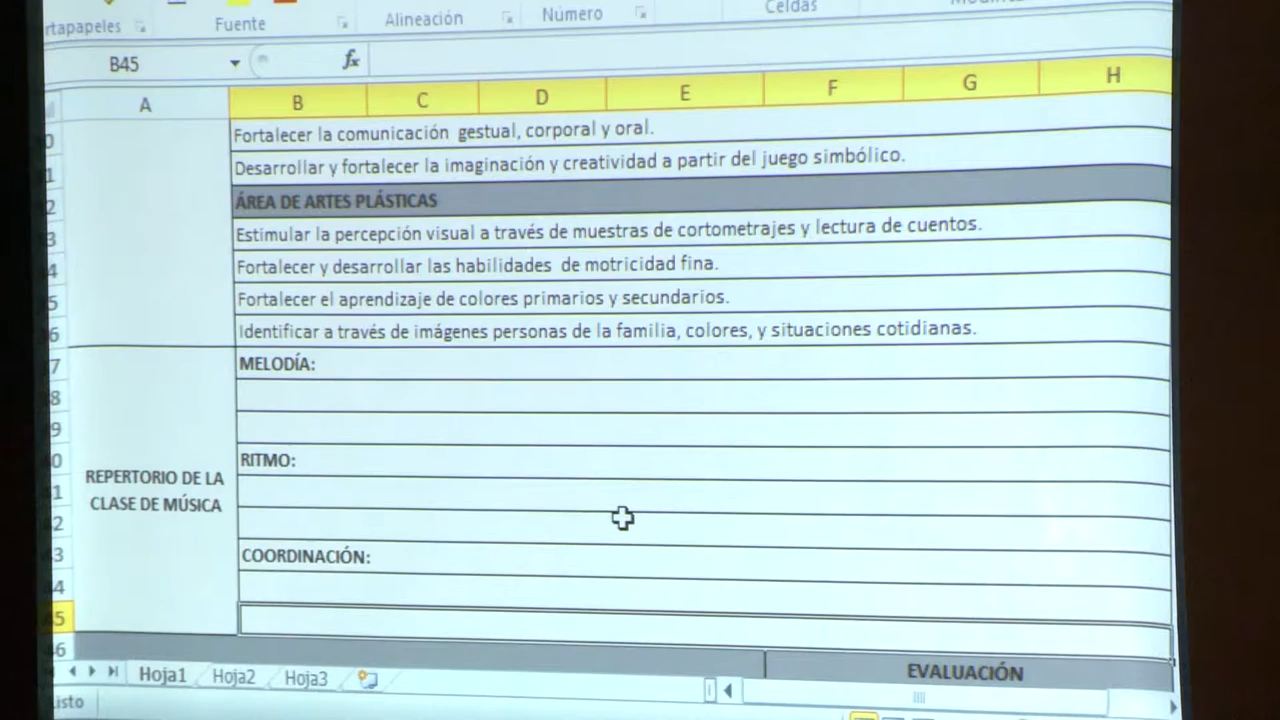 Fuente
Alineación
Número
Celdas
B45
fx
A B C D E F G H
Fortalecer la comunicación gestual, corporal y oral.
Desarrollar y fortalecer la imaginación y creatividad a partir del juego simbólico.
ÁREA DE ARTES PLÁSTICAS
Estimular la percepción visual a través de muestras de cortometrajes y lectura de cuentos.
Fortalecer y desarrollar las habilidades de motricidad fina.
Fortalecer el aprendizaje de colores primarios y secundarios.
Identificar a través de imágenes personas de la familia, colores, y situaciones cotidianas.
MELODÍA:
RITMO:
REPERTORIO DE LA
CLASE DE MÚSICA
COORDINACIÓN:
EVALUACIÓN
Hoja1 Hoja2 Hoja3